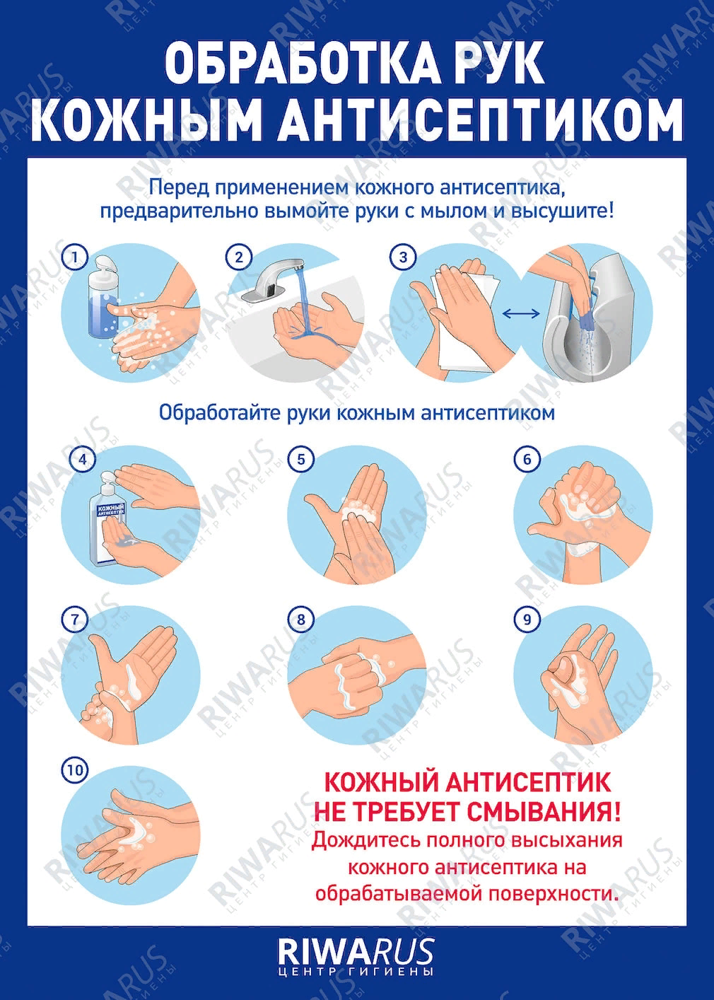 ОБРАБОТКА РУК
КОЖНЫМ АНТИСЕПТИКОМ
Перед применением кожного антисептика,
предварительно вымойте руки с мылом и высушите!
1
2
3
Обработайте руки кожным антисептиком
4
КОЖНЫЙ
АНТИСЕПТИК
5
6
7
8
9
10
КОЖНЫЙ АНТИСЕПТИК
НЕ ТРЕБУЕТ СМЫВАНИЯ!
Дождитесь полного высыхания
кожного антисептика на
обрабатываемой поверхности.
RIWARUS
ЦЕНТР ГИГИЕНЫ